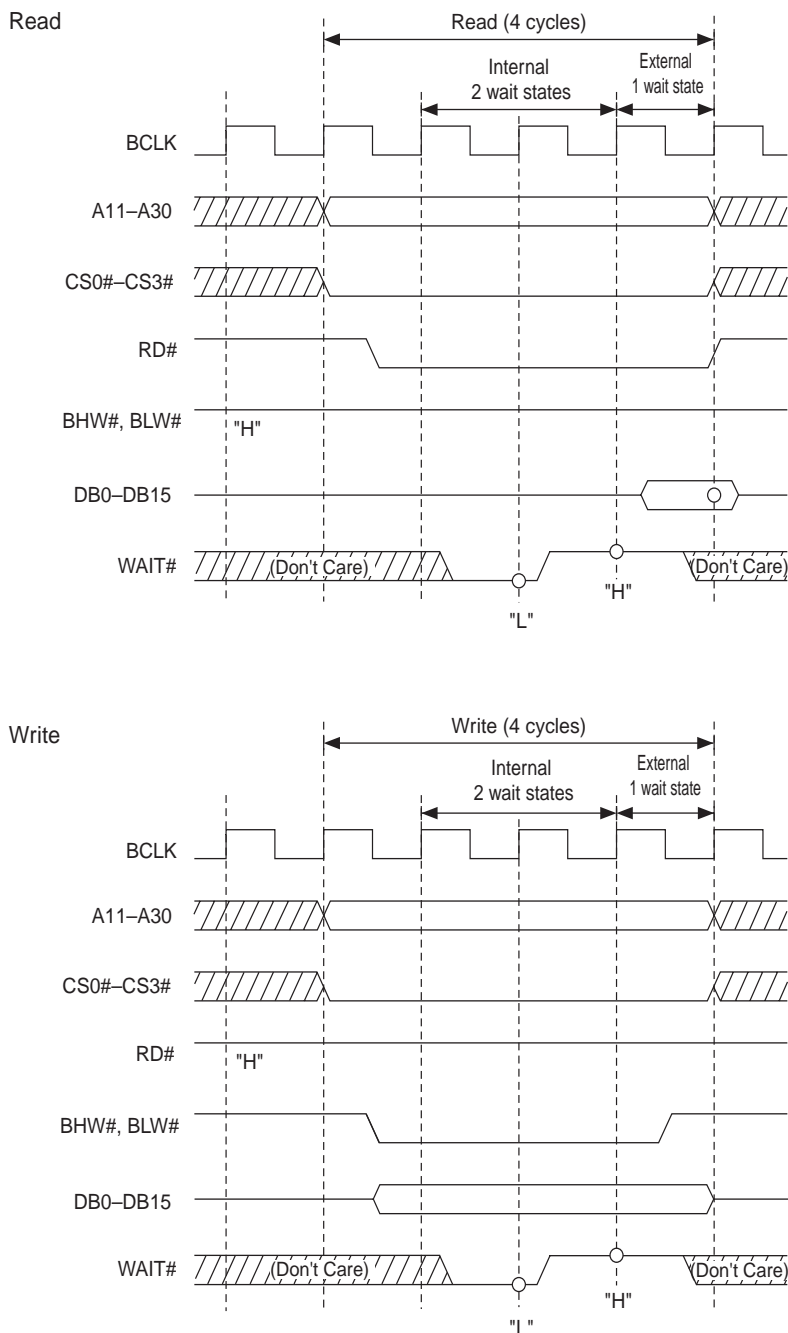 Read
Read (4 cycles)
Internal
2 wait states
External
1 wait state
BCLK
A11–A30
CS0#–CS3#
RD#
BHW#, BLW#
"H"
DB0–DB15
WAIT#
(Don't Care)
(Don't Care)
"H"
"L"
Write
Write (4 cycles)
Internal
2 wait states
External
1 wait state
BCLK
A11–A30
CS0#–CS3#
RD#
"H"
BHW#, BLW#
DB0–DB15
WAIT#
(Don't Care)
(Don't Care)
"H"